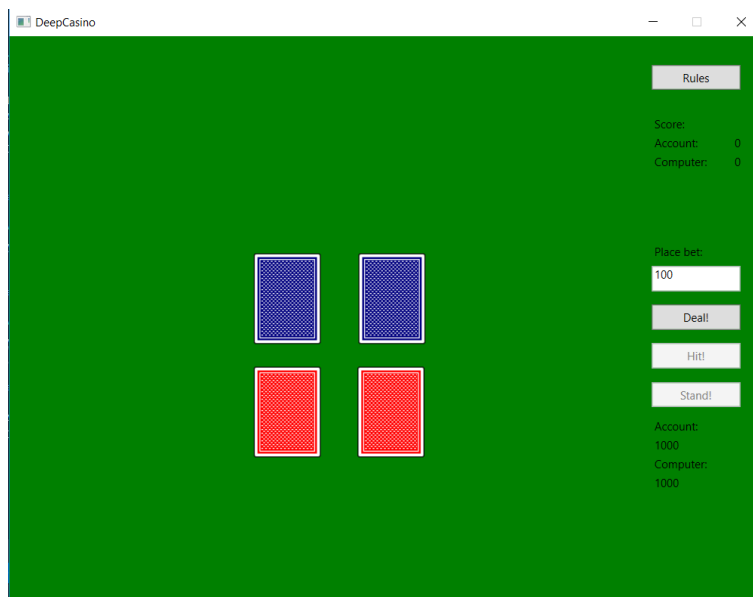 DeepCasino
Rules
Score:
Account: 0
Computer: 0
Place bet:
100
Deal!
Hit!
Stand!
Account:
1000
Computer:
1000